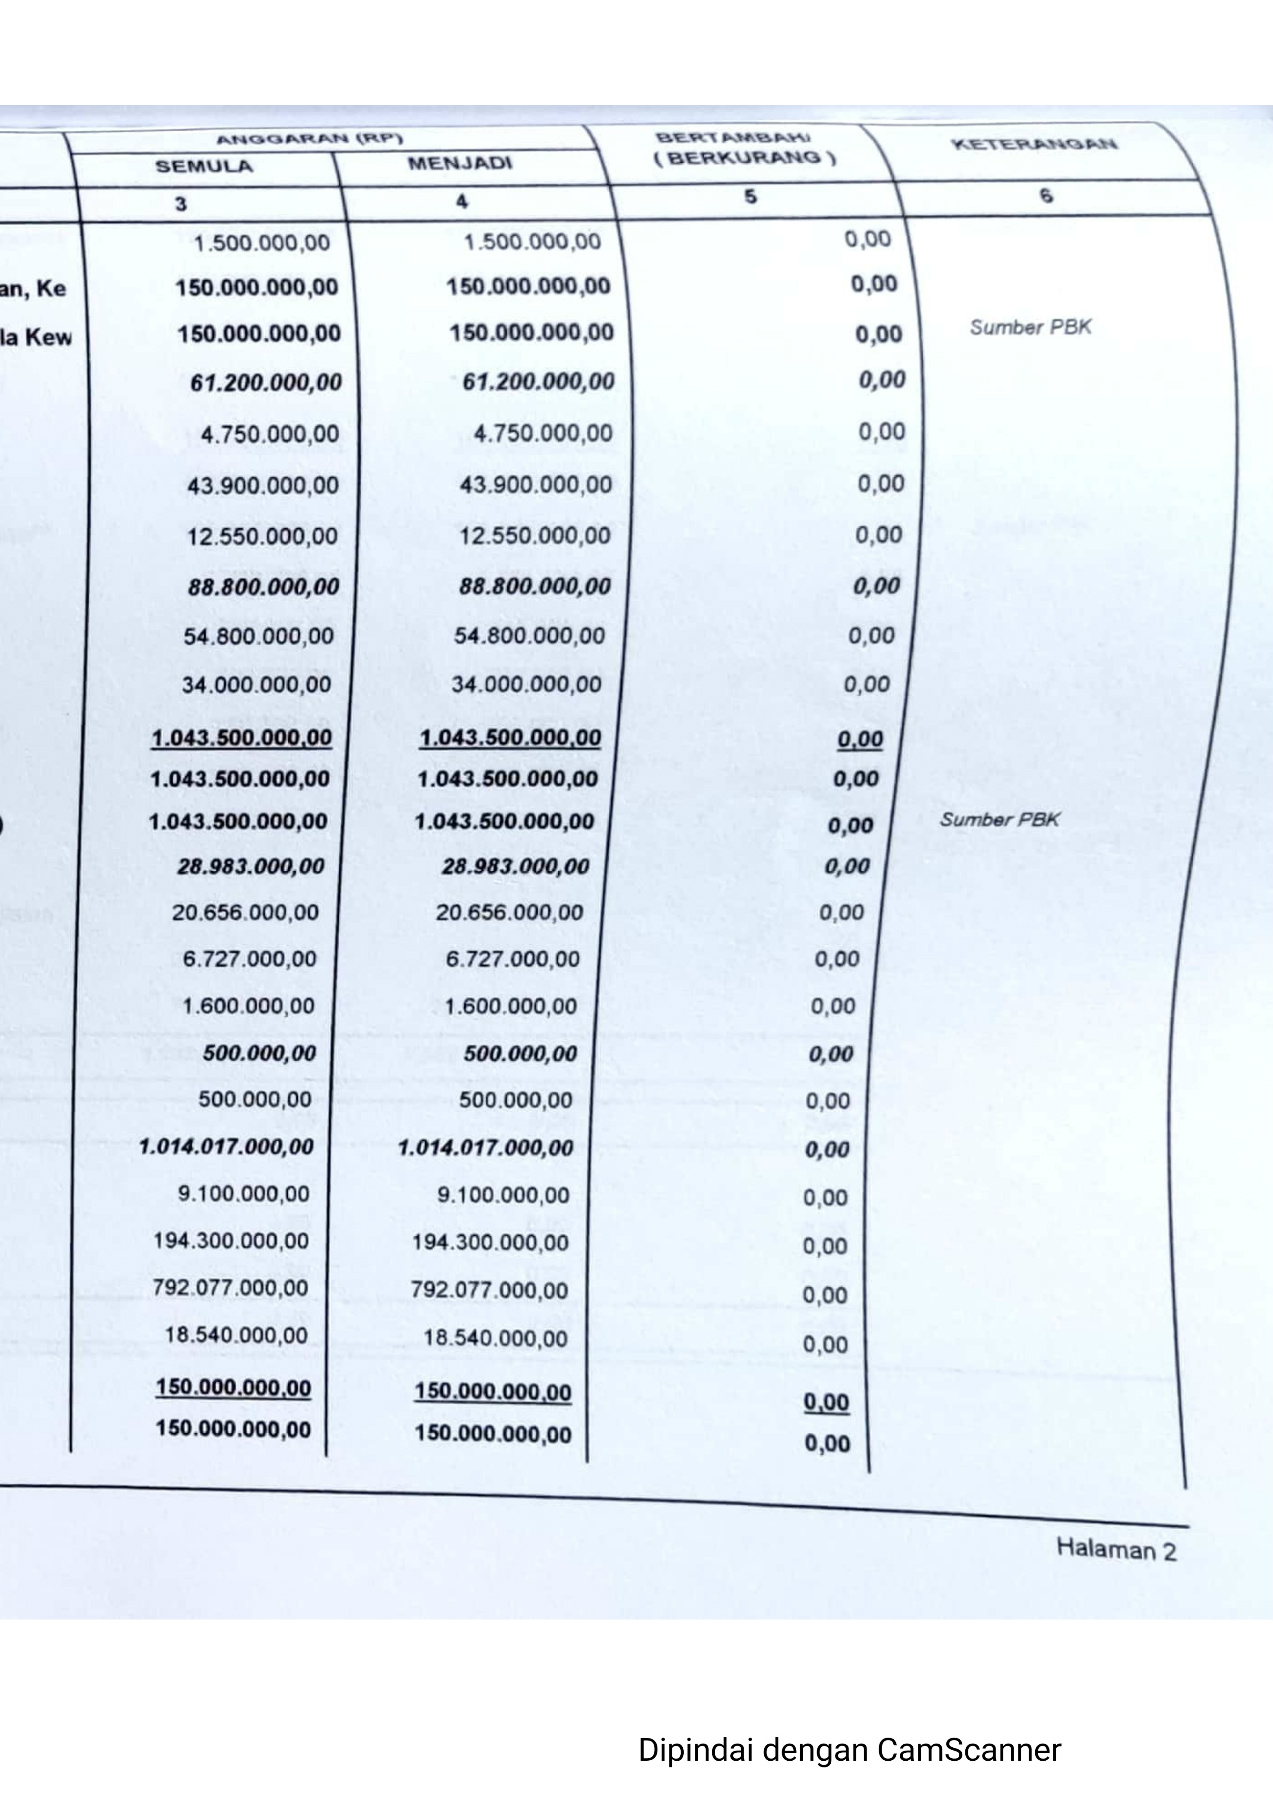 ANGGARAN (RP) BERTAMBAH/ KETERANGAN
SEMULA MENJADI (BERKURANG)
3 4 5 6
1.500.000,00 1.500.000,00 0,00
an, Ke 150.000.000,00 150.000.000,00 0,00
la Kew 150.000.000,00 150.000.000,00 0,00 Sumber PBK
61.200.000,00 61.200.000,00 0,00
4.750.000,00 4.750.000,00 0,00
43.900.000,00 43.900.000,00 0,00
12.550.000,00 12.550.000,00 0,00
88.800.000,00 88.800.000,00 0,00
54.800.000,00 54.800.000,00 0,00
34.000.000,00 34.000.000,00 0,00
1.043.500.000,00 1.043.500.000,00 0,00
1.043.500.000,00 1.043.500.000,00 0,00
) 1.043.500.000,00 1.043.500.000,00 0,00 Sumber PBK
28.983.000,00 28.983.000,00 0,00
20.656.000,00 20.656.000,00 0,00
6.727.000,00 6.727.000,00 0,00
1.600.000,00 1.600.000,00 0,00
500.000,00 500.000,00 0,00
500.000,00 500.000,00 0,00
1.014.017.000,00 1.014.017.000,00 0,00
9.100.000,00 9.100.000,00 0,00
194.300.000,00 194.300.000,00 0,00
792.077.000,00 792.077.000,00 0,00
18.540.000,00 18.540.000,00 0,00
150.000.000,00 150.000.000,00 0,00
150.000.000,00 150.000.000,00 0,00
Halaman 2
Dipindai dengan CamScanner